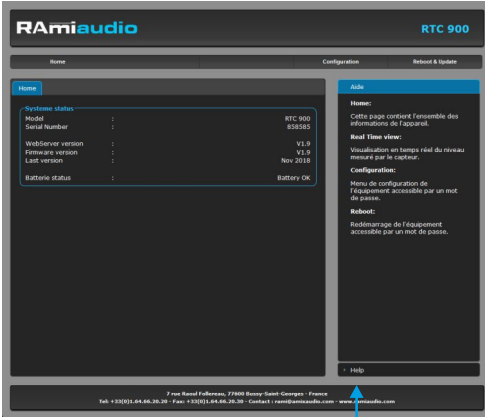 RAmiaudio
RTC 900
Home
Configuration
Reboot & Update
Home
Systeme status
Model : RTC 900
Serial Number : 858585
WebServer version : V1.9
Firmware version : V1.9
Last version : Nov 2018
Batterie status : Battery OK
Aide
Home:
Cette page contient l'ensemble des
informations de l'appareil.
Real Time view:
Visualisation en temps réel du niveau
mesuré par le capteur.
Configuration:
Menu de configuration de
l'équipement accessible par un mot
de passe.
Reboot:
Redémarrage de l'équipement
accessible par un mot de passe.
Help
7 rue Raoul Follereau, 77600 Bussy-Saint-Georges - France
Tel: +33(0)1.64.66.20.20 - Fax: +33(0)1.64.66.20.30 - Contact : rami@ramiaudio.com - www.ramiaudio.com